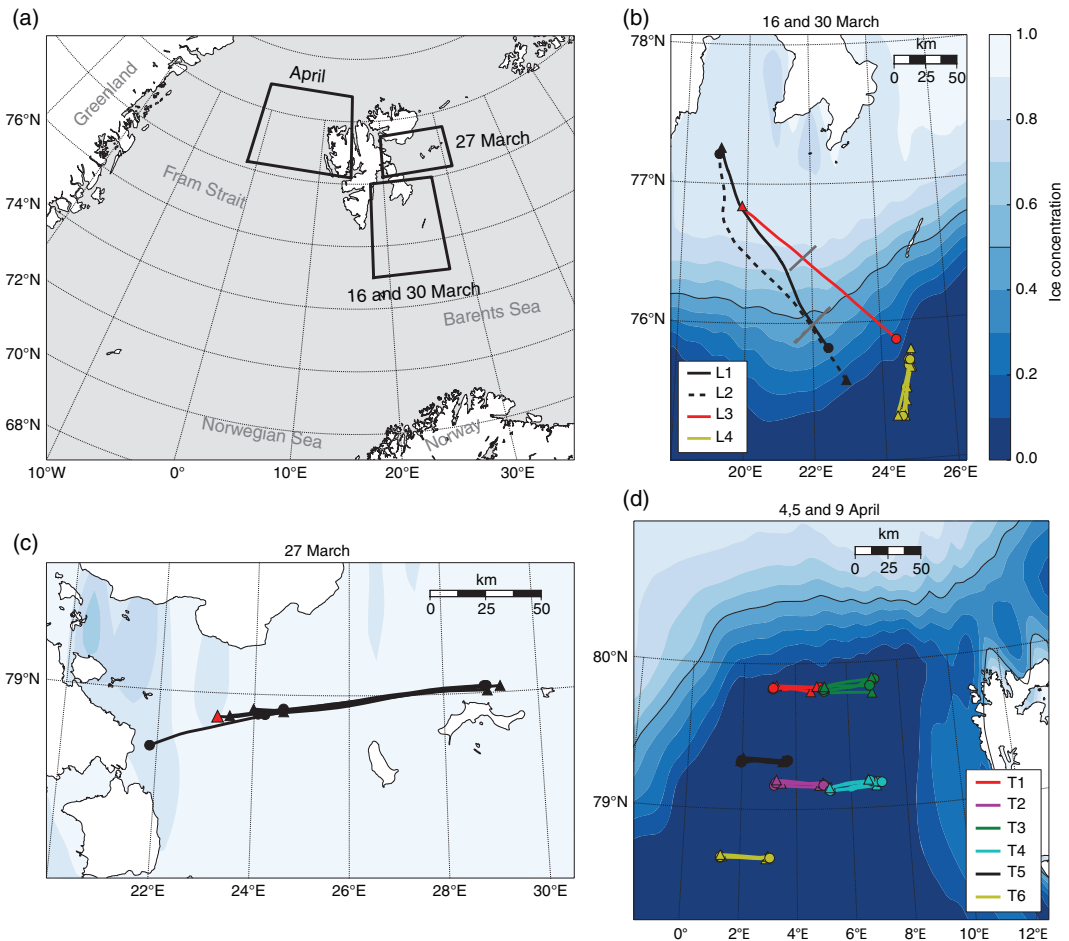 (a)
April
27 March
16 and 30 March
Greenland
Fram Strait
Barents Sea
Norwegian Sea
Norway
76°N
74°N
72°N
70°N
68°N
10°W
0°
10°E
20°E
30°E
(b)
16 and 30 March
km
0 25 50
78°N
77°N
76°N
L1
L2
L3
L4
20°E
22°E
24°E
26°E
1.0
0.8
0.6
0.4
0.2
0.0
Ice concentration
(c)
27 March
km
0 25 50
79°N
22°E
24°E
26°E
28°E
30°E
(d)
4,5 and 9 April
km
0 25 50
80°N
79°N
T1
T2
T3
T4
T5
T6
0°
2°E
4°E
6°E
8°E
10°E
12°E